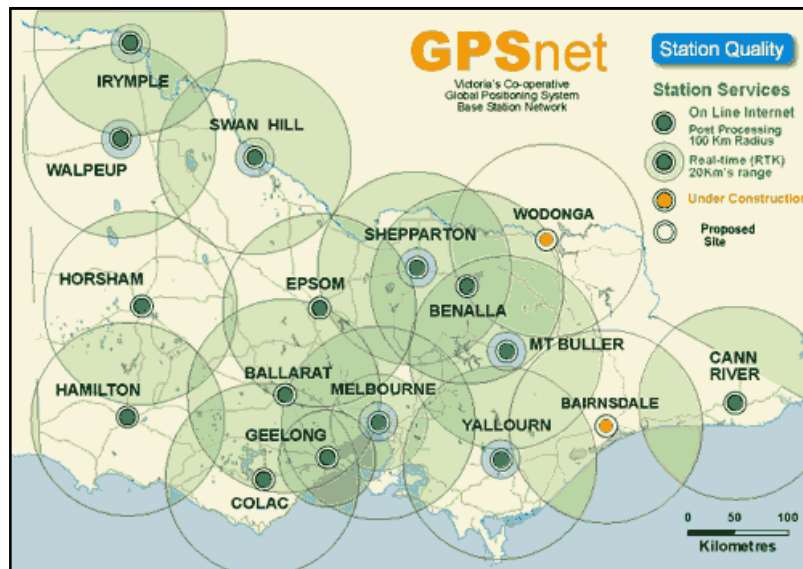 GPSnet
Victoria's Co-operative
Global Positioning System
Base Station Network
Station Quality
Station Services
On Line Internet
Post Processing
100 Km Radius
Real-time (RTK)
20Km's range
Under Construction
Proposed
Site
IRYMPLE
WALPEUP
SWAN HILL
WODONGA
SHEPPARTON
HORSHAM
EPSOM
BENALLA
MT BULLER
CANN
RIVER
HAMILTON
BALLARAT
MELBOURNE
BAIRNSDALE
GEELONG
YALLOURN
COLAC
0 50 100
Kilometres